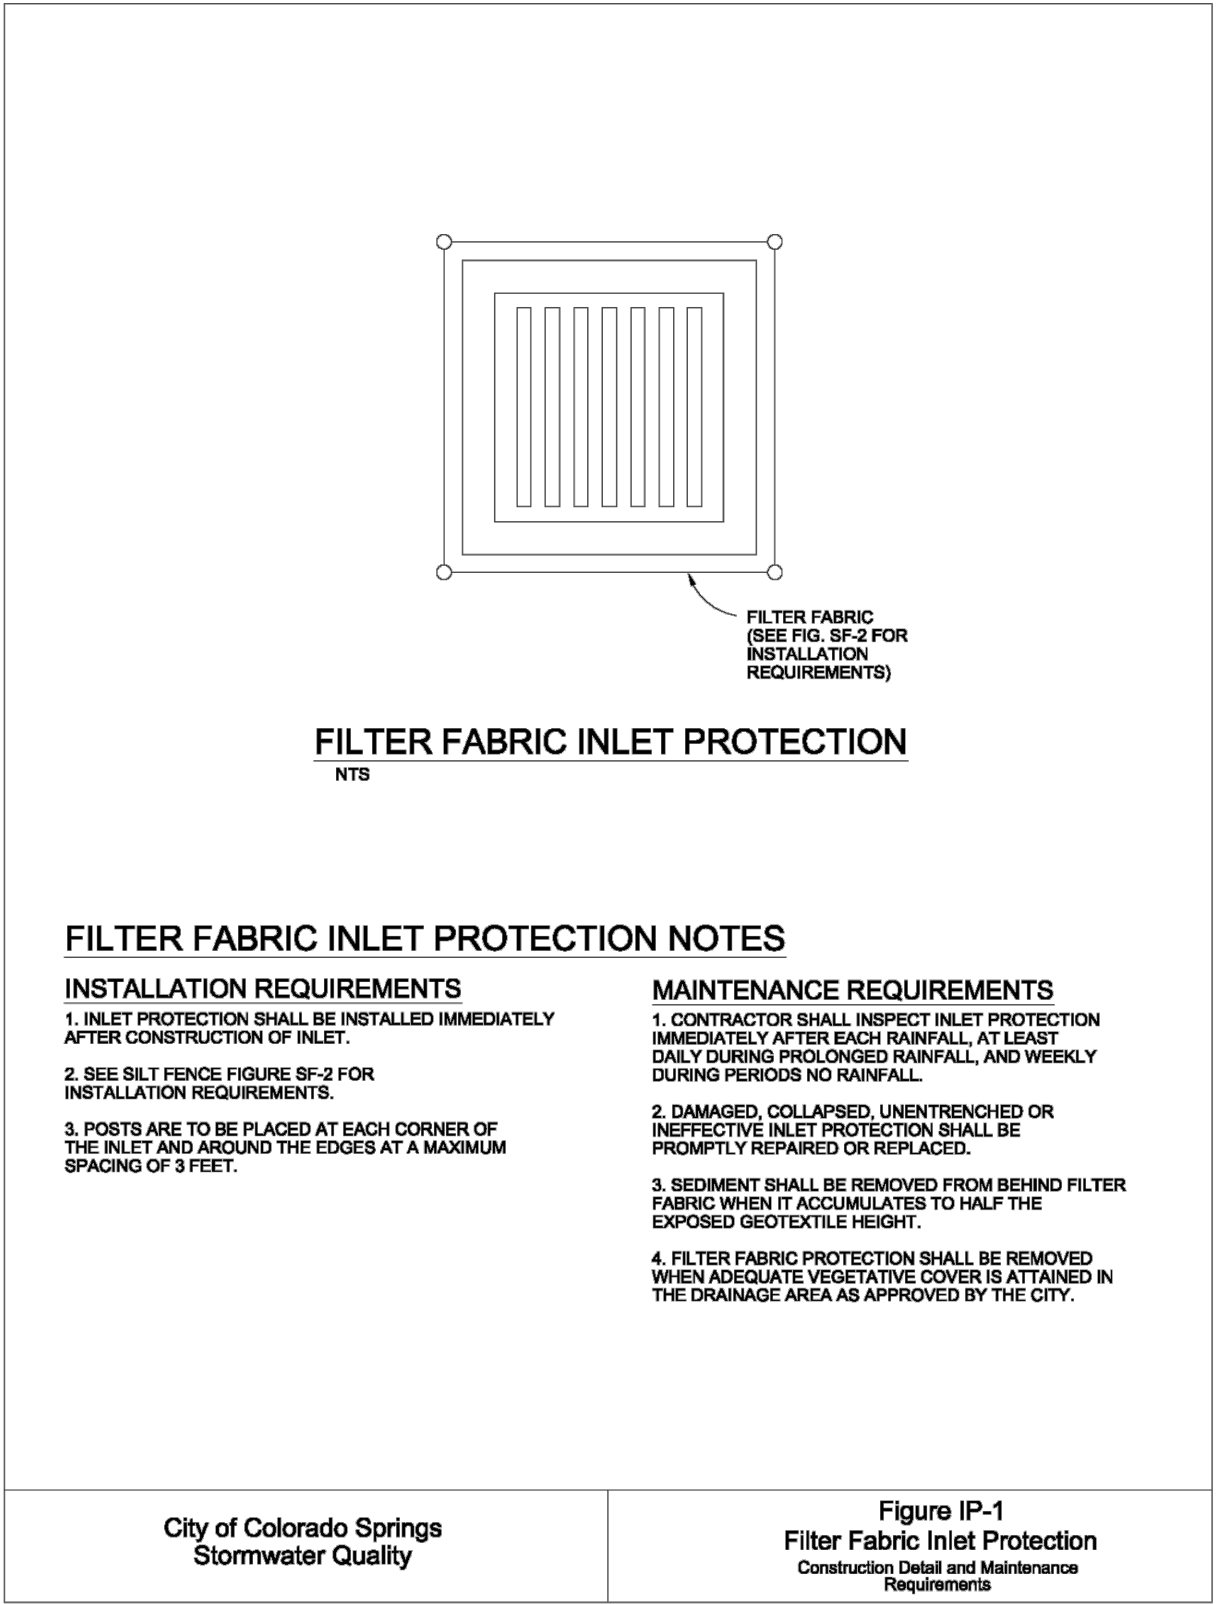 FILTER FABRIC
(SEE FIG. SF-2 FOR
INSTALLATION
REQUIREMENTS)
FILTER FABRIC INLET PROTECTION
NTS
FILTER FABRIC INLET PROTECTION NOTES
INSTALLATION REQUIREMENTS
1. INLET PROTECTION SHALL BE INSTALLED IMMEDIATELY
AFTER CONSTRUCTION OF INLET.
2. SEE SILT FENCE FIGURE SF-2 FOR
INSTALLATION REQUIREMENTS.
3. POSTS ARE TO BE PLACED AT EACH CORNER OF
THE INLET AND AROUND THE EDGES AT A MAXIMUM
SPACING OF 3 FEET.
MAINTENANCE REQUIREMENTS
1. CONTRACTOR SHALL INSPECT INLET PROTECTION
IMMEDIATELY AFTER EACH RAINFALL, AT LEAST
DAILY DURING PROLONGED RAINFALL, AND WEEKLY
DURING PERIODS NO RAINFALL.
2. DAMAGED, COLLAPSED, UNENTRENCHED OR
INEFFECTIVE INLET PROTECTION SHALL BE
PROMPTLY REPAIRED OR REPLACED.
3. SEDIMENT SHALL BE REMOVED FROM BEHIND FILTER
FABRIC WHEN IT ACCUMULATES TO HALF THE
EXPOSED GEOTEXTILE HEIGHT.
4. FILTER FABRIC PROTECTION SHALL BE REMOVED
WHEN ADEQUATE VEGETATIVE COVER IS ATTAINED IN
THE DRAINAGE AREA AS APPROVED BY THE CITY.
City of Colorado Springs
Stormwater Quality
Figure IP-1
Filter Fabric Inlet Protection
Construction Detail and Maintenance
Requirements